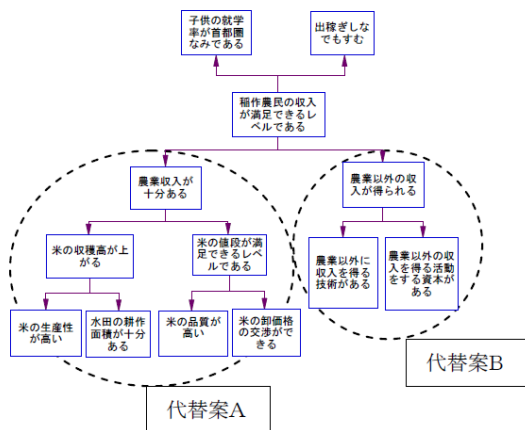 子供の就学
率が首都圏
なみである
出稼ぎしな
でもすむ
稲作農民の収入
が満足できるレ
ベルである
農業収入が
十分ある
農業以外の収
入が得られる
米の収穫高が上
がる
米の値段が満
足できるレベ
ルである
農業以外に
収入を得る
技術がある
農業以外の収
入を得る活動
をする資本が
ある
米の生産性
が高い
水田の耕作
面積が十分
ある
米の品質が
高い
米の卸価格
の交渉がで
きる
代替案A
代替案B